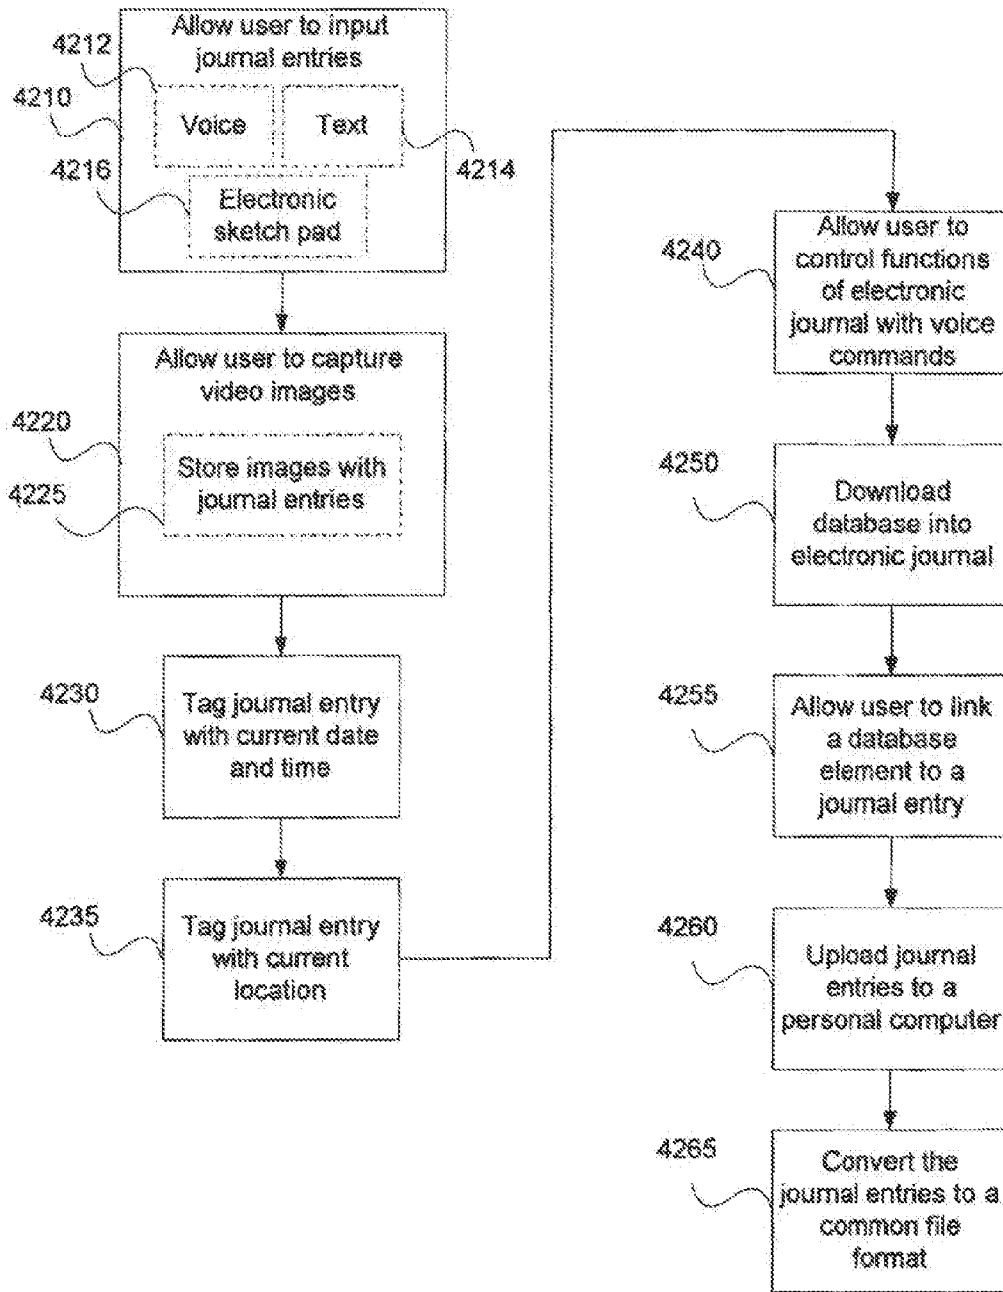 Allow user to input
journal entries
4212
4210
Voice
Text
4216
4214
Electronic
sketch pad
Allow user to capture
video images
4220
Store images with
journal entries
4225
4230
Tag journal entry
with current date
and time
4235
Tag journal entry
with current
location
4240
Allow user to
control functions
of electronic
journal with voice
commands
4250
Download
database into
electronic journal
4255
Allow user to link
a database
element to a
journal entry
4260
Upload journal
entries to a
personal computer
4265
Convert the
journal entries to a
common file
format